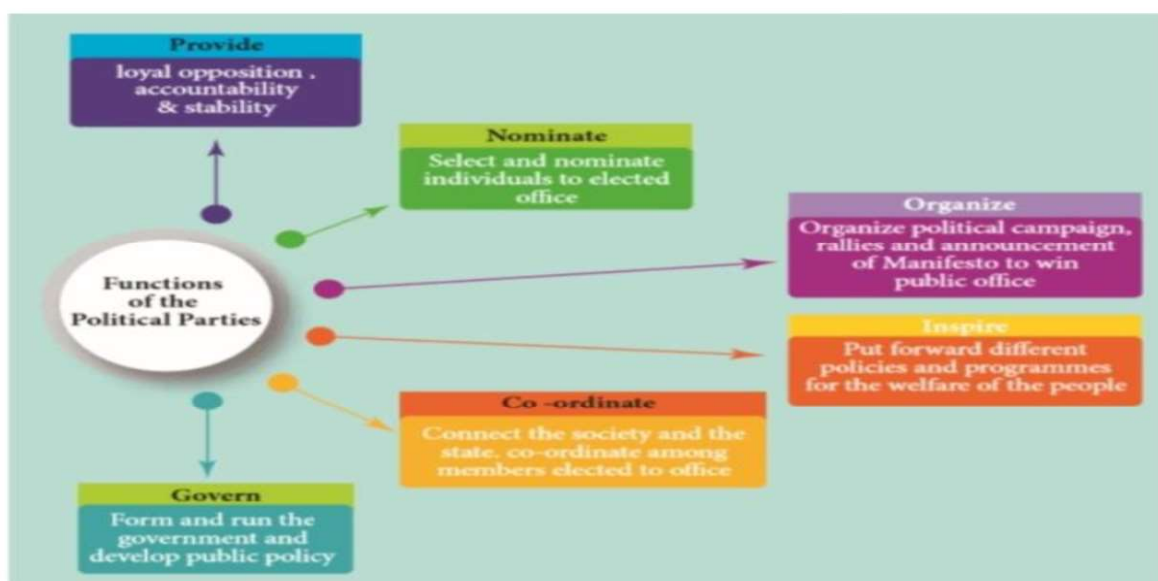 Provide
loyal opposition ,
accountability
& stability
Nominate
Select and nominate
individuals to elected
office
Organize
Organize political campaign,
rallies and announcement
of Manifesto to win
public office
Functions
of the
Political Parties
Inspire
Put forward different
policies and programmes
for the welfare of the people
Co -ordinate
Connect the society and the
state. co-ordinate among
members elected to office
Govern
Form and run the
government and
develop public policy